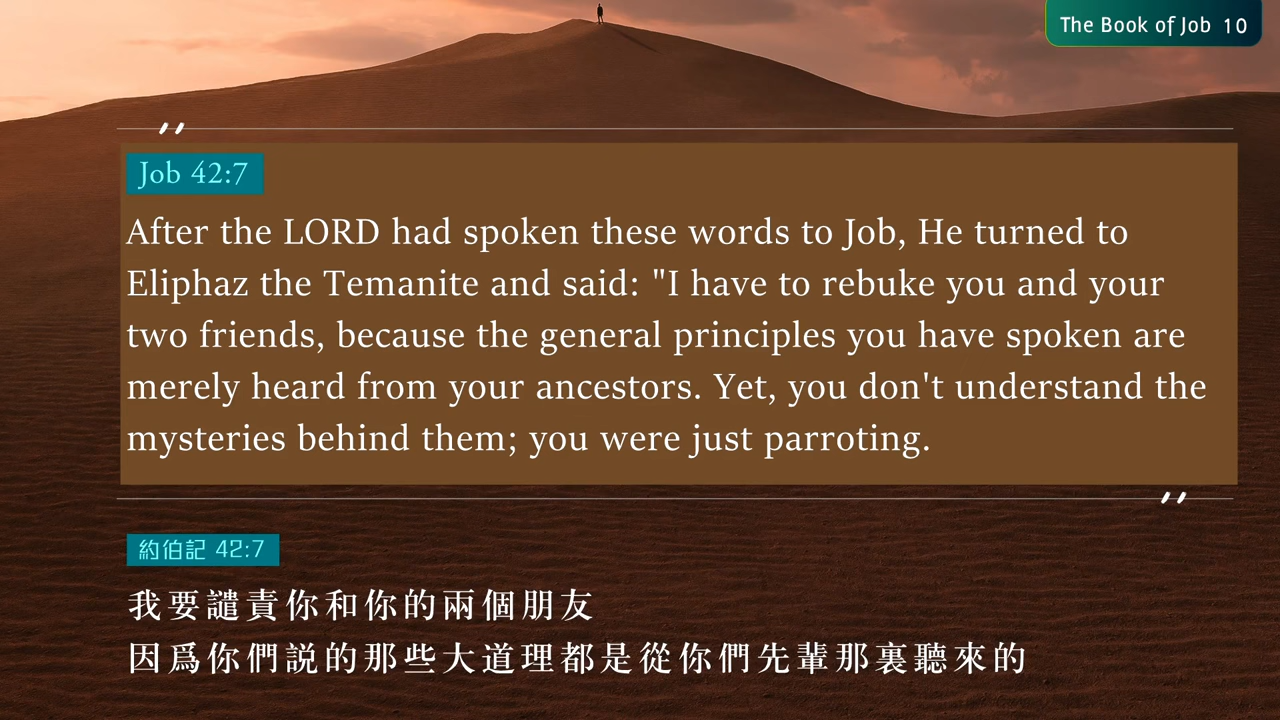 The Book of Job 10
Job 42:7
After the LORD had spoken these words to Job, He turned to
Eliphaz the Temanite and said: "I have to rebuke you and your
two friends, because the general principles you have spoken are
merely heard from your ancestors. Yet, you don't understand the
mysteries behind them; you were just parroting.
約伯記 42:7
我要譴責你和你的兩個朋友
因爲你們説的那些大道理都是從你們先輩那裏聽來的